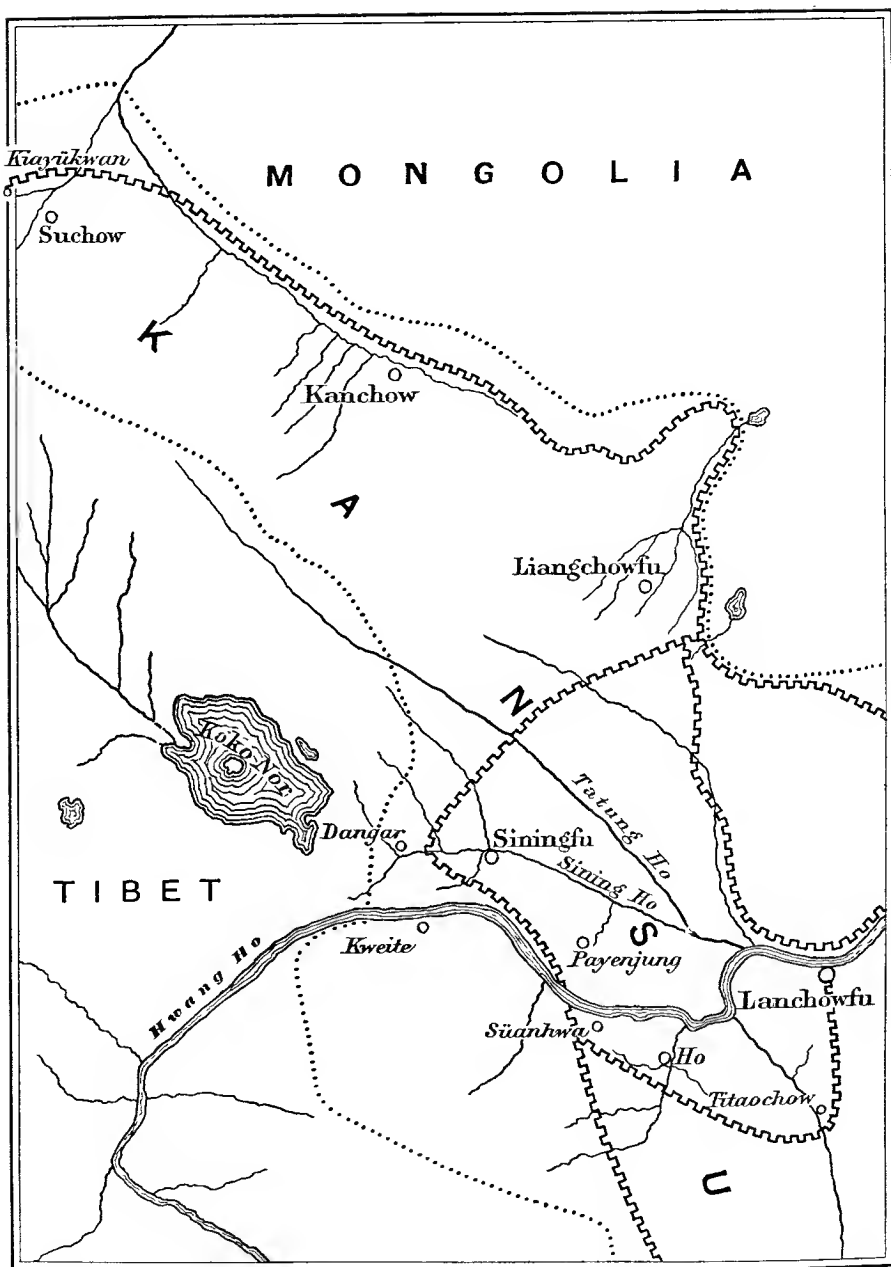 Kiayükwan
MONGOLIA
Suchow
KANSU
Kanchow
Liangchowfu
Koko-Nor
Tatung Ho
Dangar
Siningfu
Sining Ho
TIBET
Hwang Ho
Kweite
Payenjung
Lanchowfu
Süanhwa
Ho
Titaochow